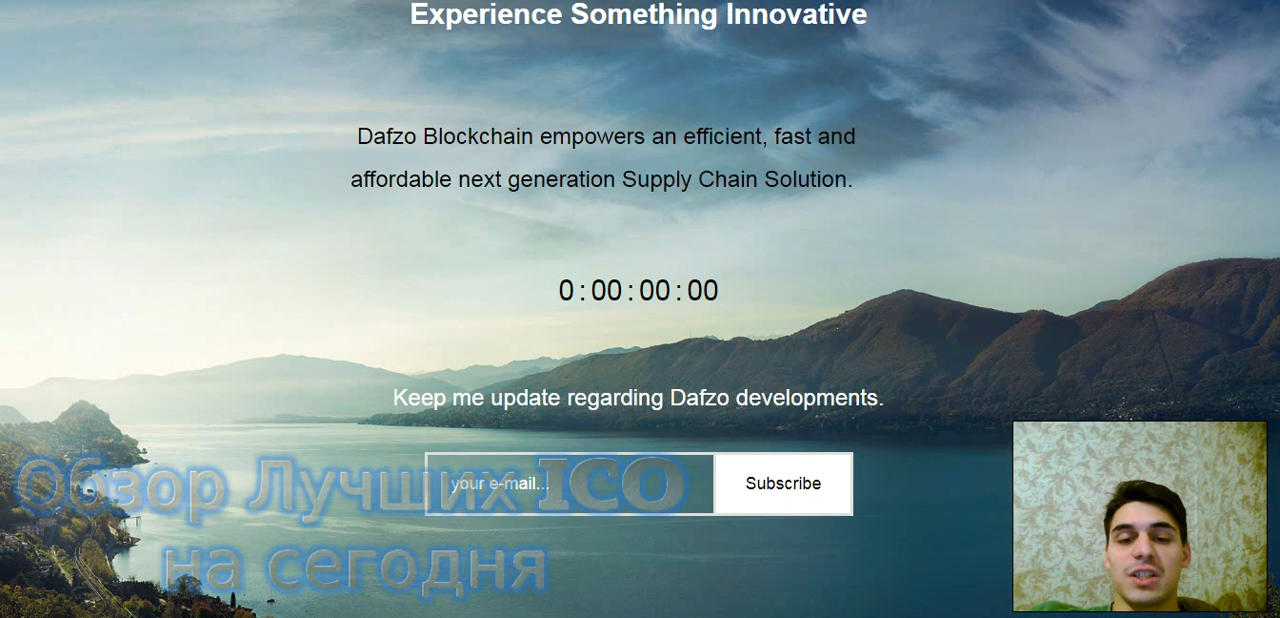 Experience Something Innovative
Dafzo Blockchain empowers an efficient, fast and
affordable next generation Supply Chain Solution.
0:00:00:00
Keep me update regarding Dafzo developments.
your e-mail...
Subscribe
Обзор Лучших ICO
на сегодня